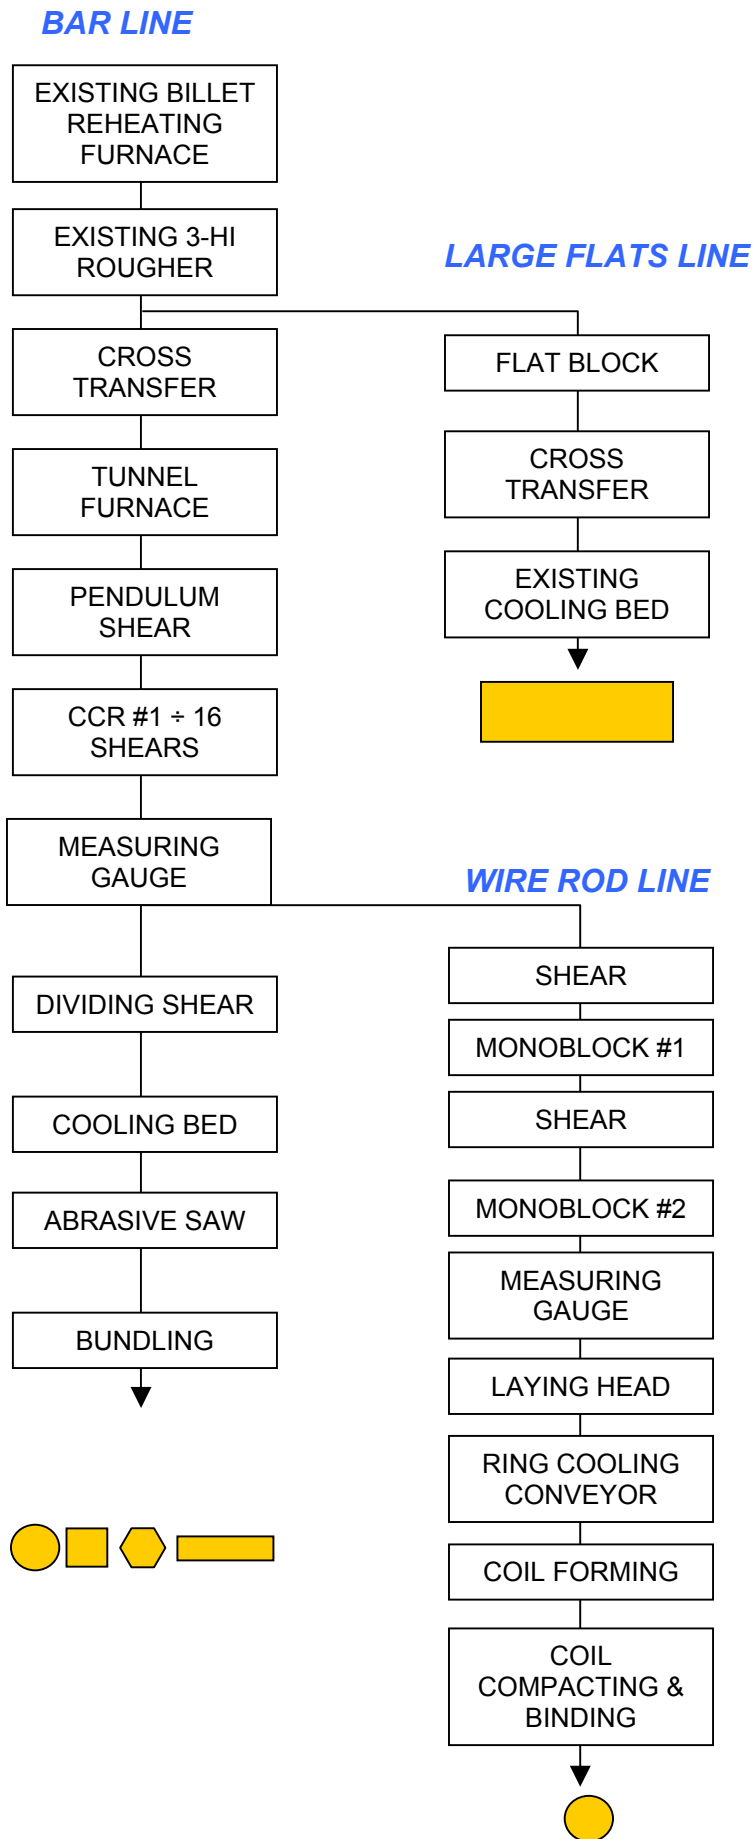 BAR LINE
EXISTING BILLET
REHEATING
FURNACE
EXISTING 3-HI
ROUGHER
CROSS
TRANSFER
TUNNEL
FURNACE
PENDULUM
SHEAR
CCR #1 ÷ 16
SHEARS
MEASURING
GAUGE
DIVIDING SHEAR
COOLING BED
ABRASIVE SAW
BUNDLING
LARGE FLATS LINE
FLAT BLOCK
CROSS
TRANSFER
EXISTING
COOLING BED
WIRE ROD LINE
SHEAR
MONOBLOCK #1
SHEAR
MONOBLOCK #2
MEASURING
GAUGE
LAYING HEAD
RING COOLING
CONVEYOR
COIL FORMING
COIL
COMPACTING &
BINDING